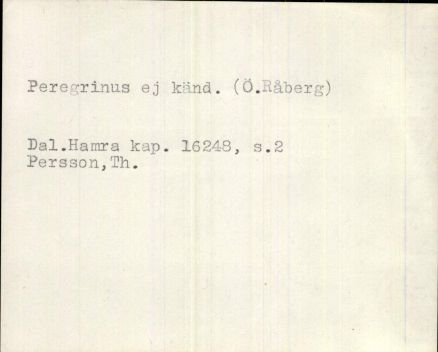 Peregrinus ej känd. (Ö.Råberg)
Dal.Hamra kap. 16248, s.2
Persson,Th.